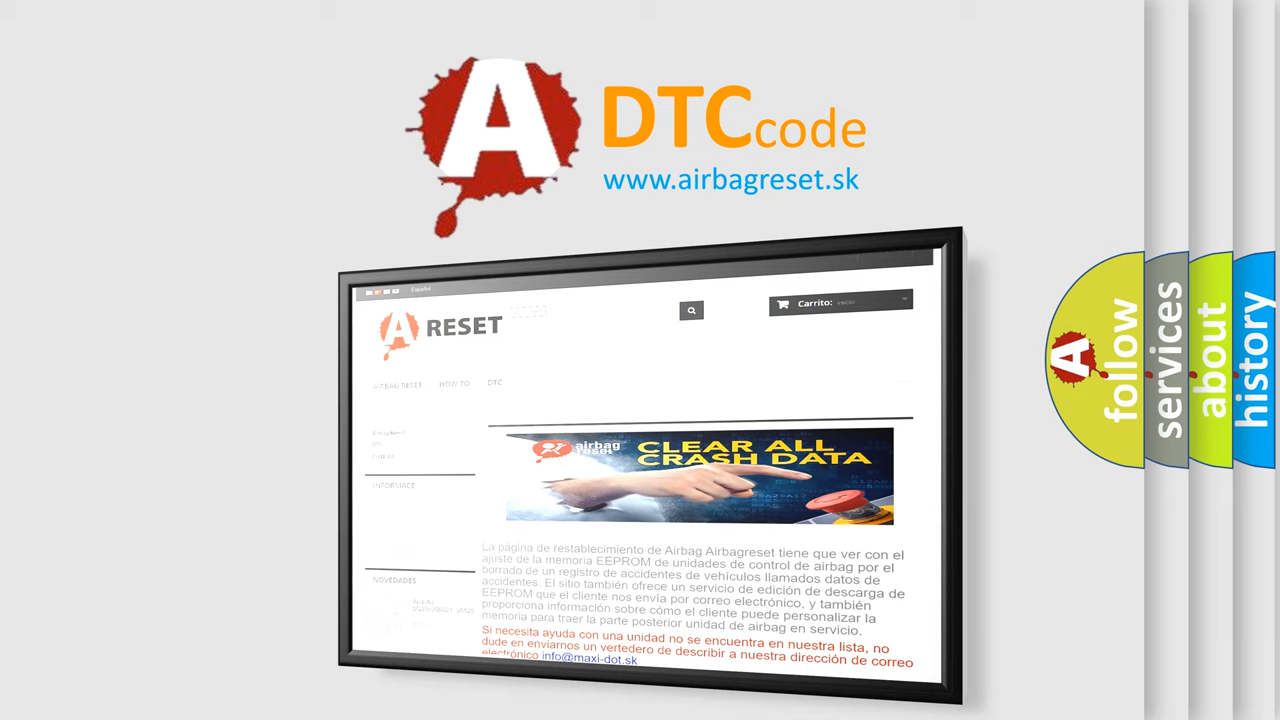 A DTCcode
www.airbagreset.sk
Español
A RESET
Carrito: vacío
AIRBAG RESET HOW TO DTC
Airbag Reset
INFORMACE
NOVEDADES
airbag
reset
CLEAR ALL
CRASH DATA
La página de restablecimiento de Airbag Airbagreset tiene que ver con el
ajuste de la memoria EEPROM de unidades de control de airbag por el
borrado de un registro de accidentes de vehículos llamados datos de
accidentes. El sitio también ofrece un servicio de edición de descarga de
EEPROM que el cliente nos envía por correo electrónico, y también
proporciona información sobre cómo el cliente puede personalizar la
memoria para traer la parte posterior unidad de airbag en servicio.
Si necesita ayuda con una unidad no se encuentra en nuestra lista, no
dude en enviarnos un vertedero de describir a nuestra dirección de correo
electrónico info@maxi-dot.sk
A
follow
services
about
history